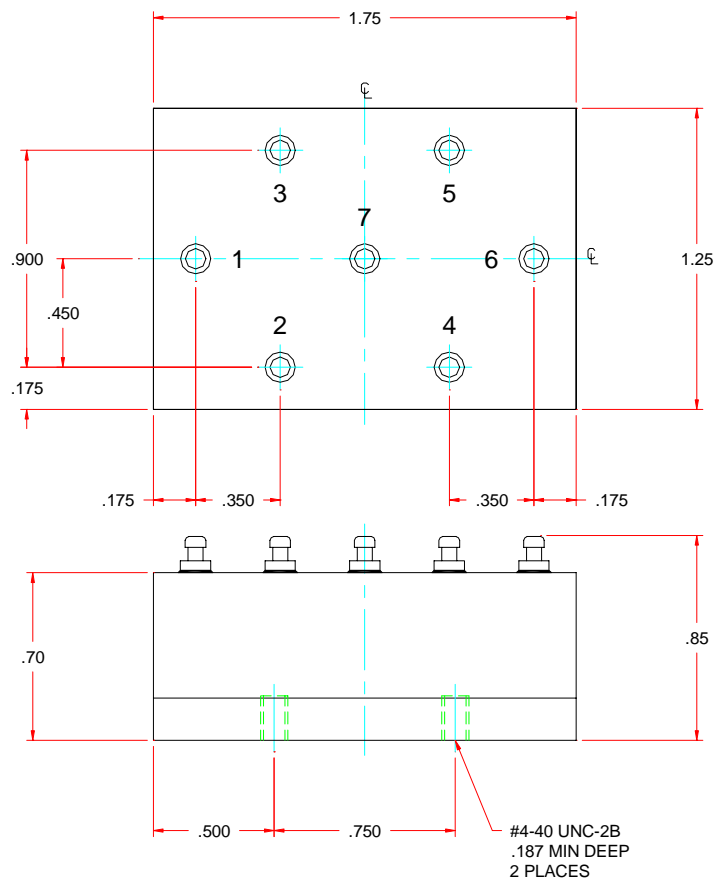 1.75
℄
3 5
7
.900 1 6 ℄ 1.25
.450
2 4
.175
.175 .350 .350 .175
.70 .85
.500 .750
#4-40 UNC-2B
.187 MIN DEEP
2 PLACES